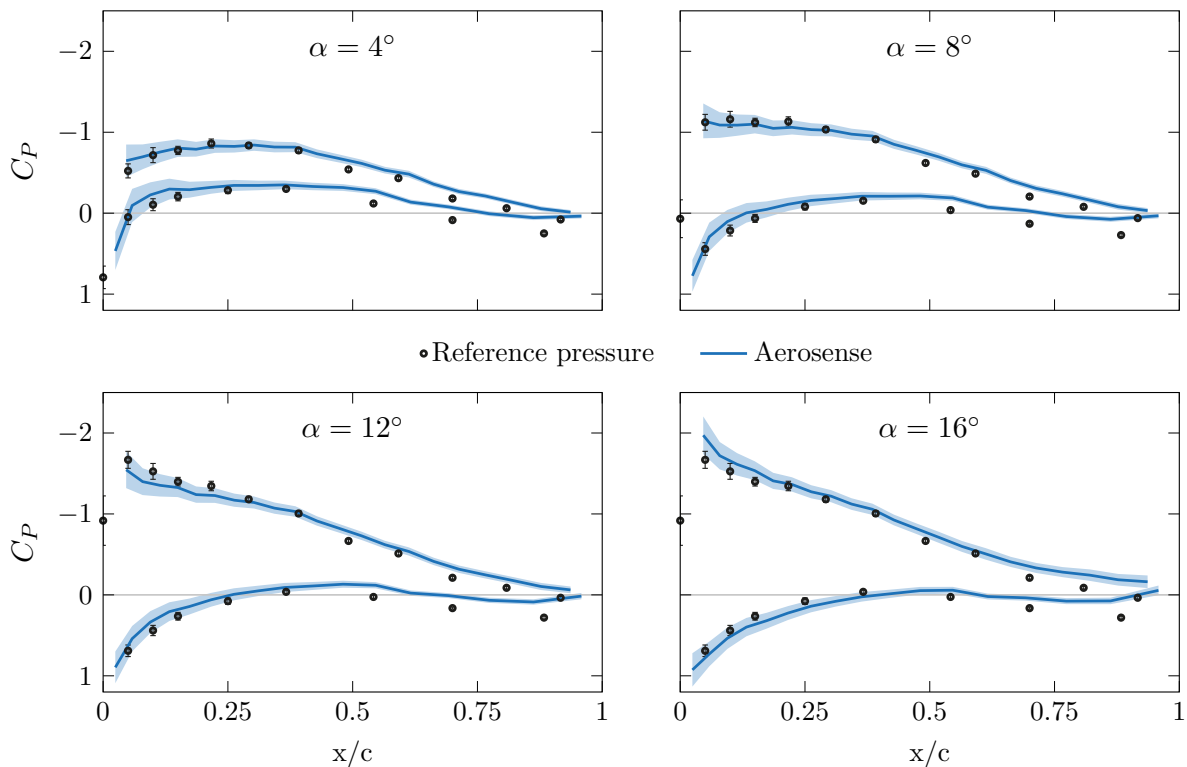 α = 4°
α = 8°
−2
−1
0
1
C_P
Reference pressure
Aerosense
α = 12°
α = 16°
−2
−1
0
1
C_P
0
0.25
0.5
0.75
1
0
0.25
0.5
0.75
1
x/c
x/c